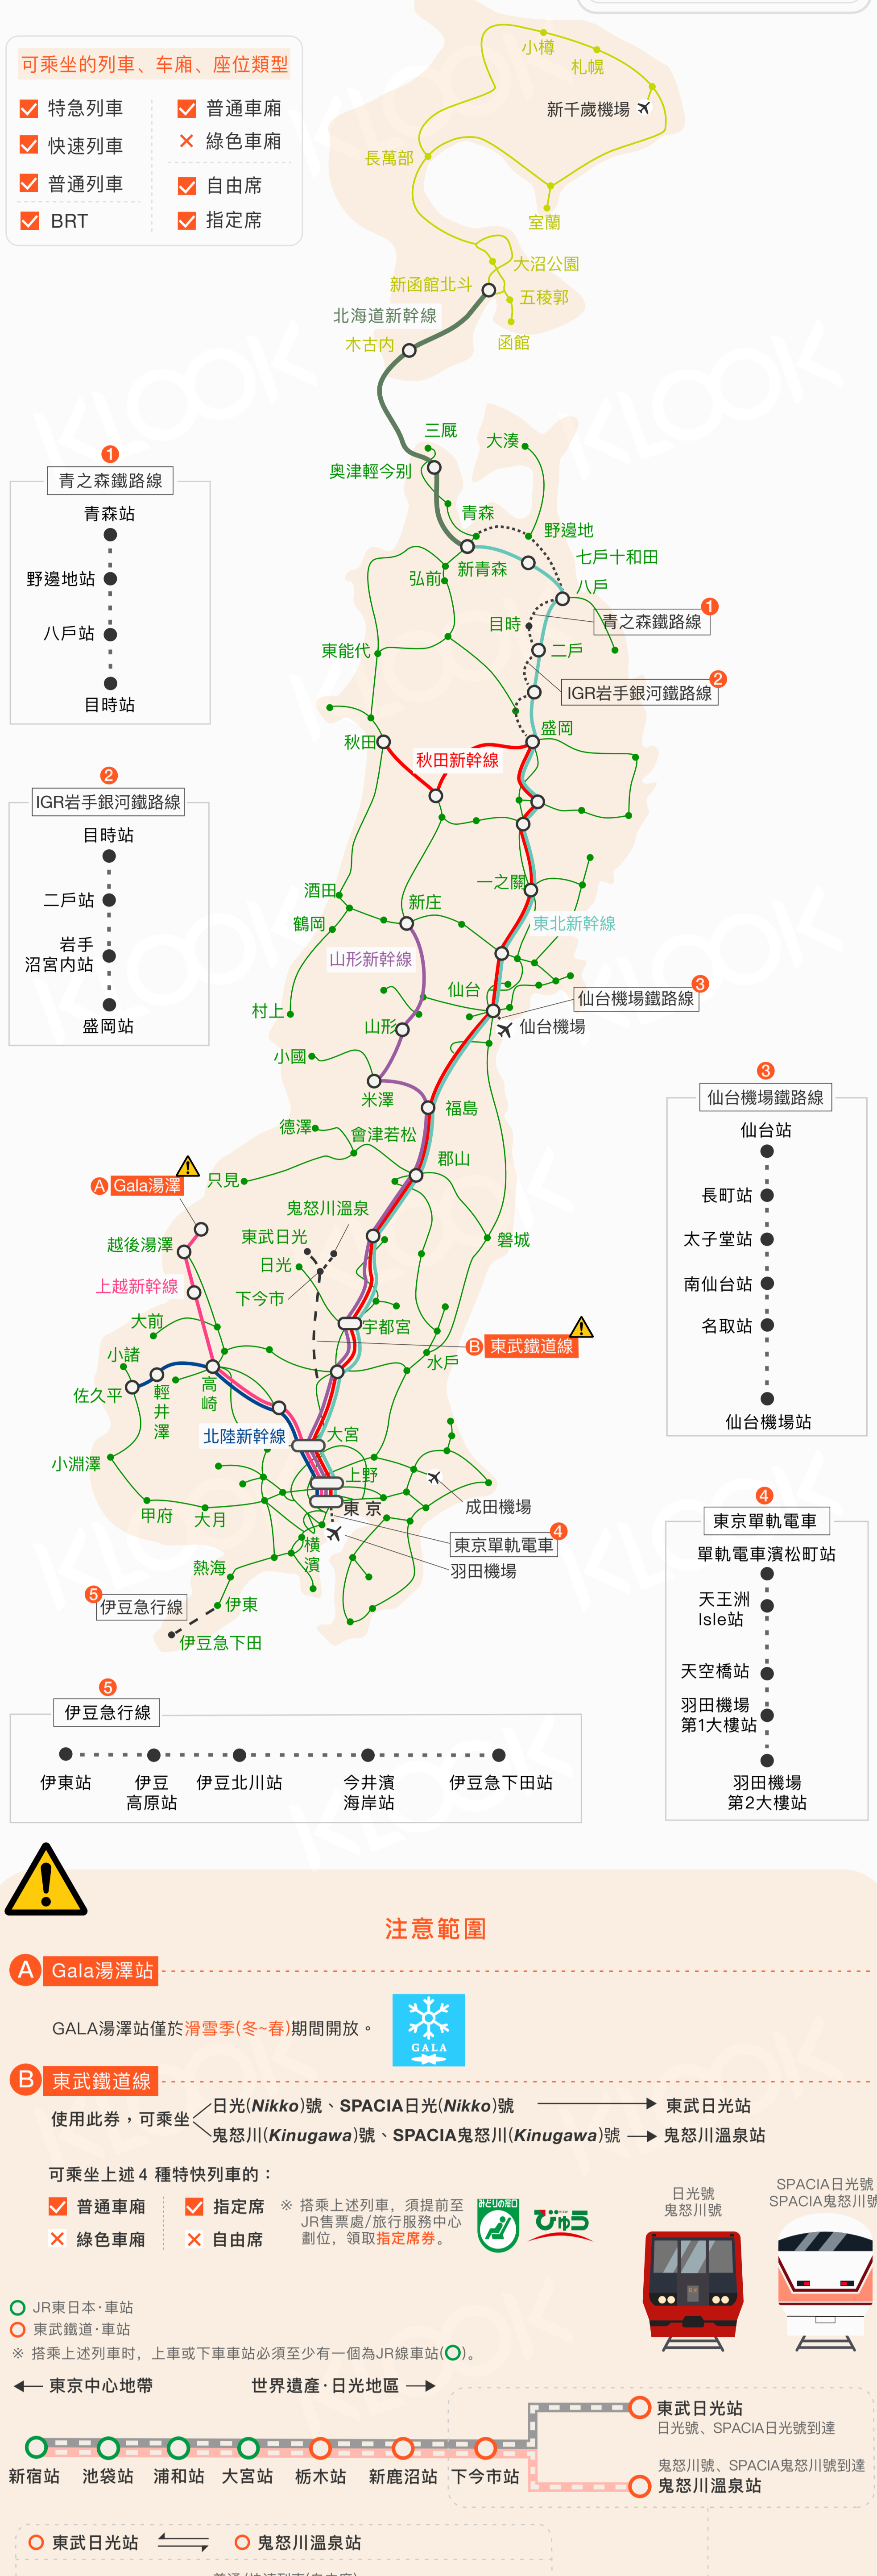 可乘坐的列車、车廂、座位類型
特急列車
快速列車
普通列車
BRT
普通車廂
綠色車廂
自由席
指定席
小樽
札幌
新千歲機場
長萬部
室蘭
大沼公園
新函館北斗
五稜郭
北海道新幹線
函館
木古内
三厩
大湊
奥津輕今别
青森
野邊地
七戶十和田
新青森
弘前
八戶
1
青之森鐵路線
目時
東能代
二戶
2
IGR岩手銀河鐵路線
盛岡
秋田
秋田新幹線
一之關
酒田
新庄
鶴岡
東北新幹線
山形新幹線
仙台
3
仙台機場鐵路線
村上
山形
仙台機場
小國
米澤
福島
德澤
會津若松
郡山
A
Gala湯澤
只見
鬼怒川溫泉
越後湯澤
東武日光
磐城
日光
上越新幹線
下今市
大前
宇都宮
B
東武鐵道線
小諸
水戶
佐久平
輕井澤
高崎
北陸新幹線
大宮
小淵澤
上野
甲府
大月
東京
成田機場
4
東京單軌電車
橫濱
羽田機場
熱海
5
伊豆急行線
伊東
伊豆急下田
1
青之森鐵路線
青森站
野邊地站
八戶站
目時站
2
IGR岩手銀河鐵路線
目時站
二戶站
岩手
沼宮内站
盛岡站
3
仙台機場鐵路線
仙台站
長町站
太子堂站
南仙台站
名取站
仙台機場站
4
東京單軌電車
單軌電車濱松町站
天王洲
Isle站
天空橋站
羽田機場
第1大樓站
羽田機場
第2大樓站
5
伊豆急行線
伊東站
伊豆
高原站
伊豆北川站
今井濱
海岸站
伊豆急下田站
注意範圍
A Gala湯澤站
GALA湯澤站僅於滑雪季(冬~春)期間開放。
GALA
B 東武鐵道線
使用此券，可乘坐
日光(Nikko)號、SPACIA日光(Nikko)號
東武日光站
鬼怒川(Kinugawa)號、SPACIA鬼怒川(Kinugawa)號
鬼怒川溫泉站
可乘坐上述4 種特快列車的：
普通車廂
指定席
綠色車廂
自由席
※ 搭乘上述列車，須提前至
JR售票處/旅行服務中心
劃位，領取指定席券。
みどりの窓口
びゅう
日光號
鬼怒川號
SPACIA日光號
SPACIA鬼怒川號
JR東日本·車站
東武鐵道·車站
※ 搭乘上述列車时，上車或下車車站必須至少有一個為JR線車站( )。
東京中心地帶
世界遺產·日光地區
新宿站
池袋站
浦和站
大宮站
栃木站
新鹿沼站
下今市站
東武日光站
日光號、SPACIA日光號到達
鬼怒川號、SPACIA鬼怒川號到達
鬼怒川溫泉站
東武日光站
鬼怒川溫泉站